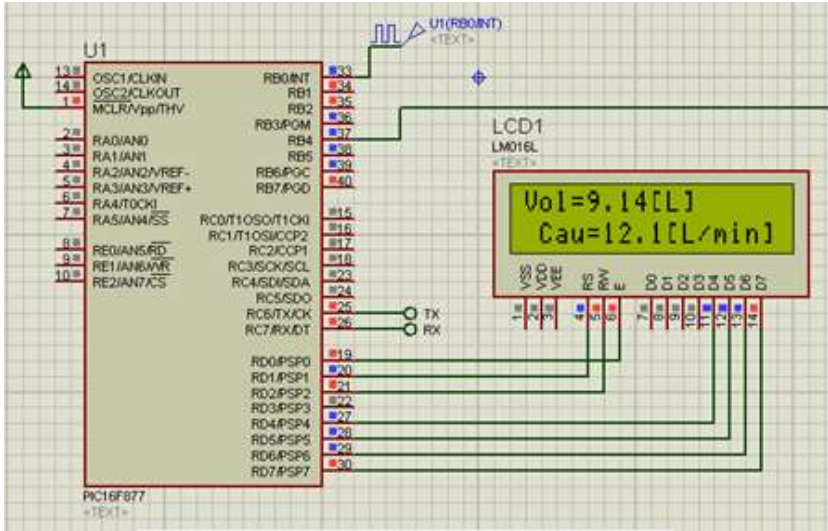 U1(RB0/INT)
<TEXT>
U1
13 OSC1/CLKIN
14 OSC2/CLKOUT
1 MCLR/Vpp/THV
2 RA0/AN0
3 RA1/AN1
4 RA2/AN2/VREF-
5 RA3/AN3/VREF+
6 RA4/T0CKI
7 RA5/AN4/SS
8 RE0/AN5/RD
9 RE1/AN6/WR
10 RE2/AN7/CS
RB0/INT 33
RB1 34
RB2 35
RB3/PGM 36
RB4 37
RB5 38
RB6/PGC 39
RB7/PGD 40
RC0/T1OSO/T1CKI 15
RC1/T1OSI/CCP2 16
RC2/CCP1 17
RC3/SCK/SCL 18
RC4/SDI/SDA 23
RC5/SDO 24
RC6/TX/CK 25
RC7/RX/DT 26
RD0/PSP0 19
RD1/PSP1 20
RD2/PSP2 21
RD3/PSP3 22
RD4/PSP4 27
RD5/PSP5 28
RD6/PSP6 29
RD7/PSP7 30
PIC16F877
<TEXT>
TX
RX
LCD1
LM016L
<TEXT>
Vol=9.14[L]
Cau=12.1[L/min]
VSS VDD VEE RS RW E D0 D1 D2 D3 D4 D5 D6 D7
1 2 3 4 5 6 7 8 9 10 11 12 13 14